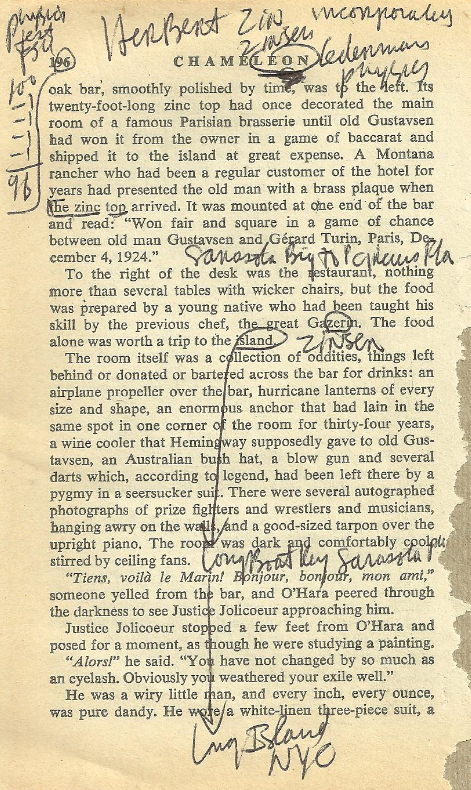 physics
test
FSU
HerBert Zin
Zinsen
incorporates
Lederman
physics
100
96
196 CHAMELEON
oak bar, smoothly polished by time, was to the left. Its
twenty-foot-long zinc top had once decorated the main
room of a famous Parisian brasserie until old Gustavsen
had won it from the owner in a game of baccarat and
shipped it to the island at great expense. A Montana
rancher who had been a regular customer of the hotel for
years had presented the old man with a brass plaque when
the zinc top arrived. It was mounted at one end of the bar
and read: “Won fair and square in a game of chance
between old man Gustavsen and Gérard Turin, Paris, De-
cember 4, 1924.”
Sarasota
To the right of the desk was the restaurant, nothing
more than several tables with wicker chairs, but the food
was prepared by a young native who had been taught his
skill by the previous chef, the great Gazerin. The food
alone was worth a trip to the island.
ZiNSEN
The room itself was a collection of oddities, things left
behind or donated or bartered across the bar for drinks: an
airplane propeller over the bar, hurricane lanterns of every
size and shape, an enormous anchor that had lain in the
same spot in one corner of the room for thirty-four years,
a wine cooler that Hemingway supposedly gave to old Gus-
tavsen, an Australian bush hat, a blow gun and several
darts which, according to legend, had been left there by a
pygmy in a seersucker suit. There were several autographed
photographs of prize fighters and wrestlers and musicians,
hanging awry on the walls, and a good-sized tarpon over the
upright piano. The room was dark and comfortably cool,
stirred by ceiling fans.
Long Boat Key Sarasota
“Tiens, voilà le Marin! Bonjour, bonjour, mon ami,”
someone yelled from the bar, and O’Hara peered through
the darkness to see Justice Jolicoeur approaching him.
Justice Jolicoeur stopped a few feet from O’Hara and
posed for a moment, as though he were studying a painting.
“Alors!” he said. “You have not changed by so much as
an eyelash. Obviously you weathered your exile well.”
He was a wiry little man, and every inch, every ounce,
was pure dandy. He wore a white-linen three-piece suit, a
Long Island
NYO